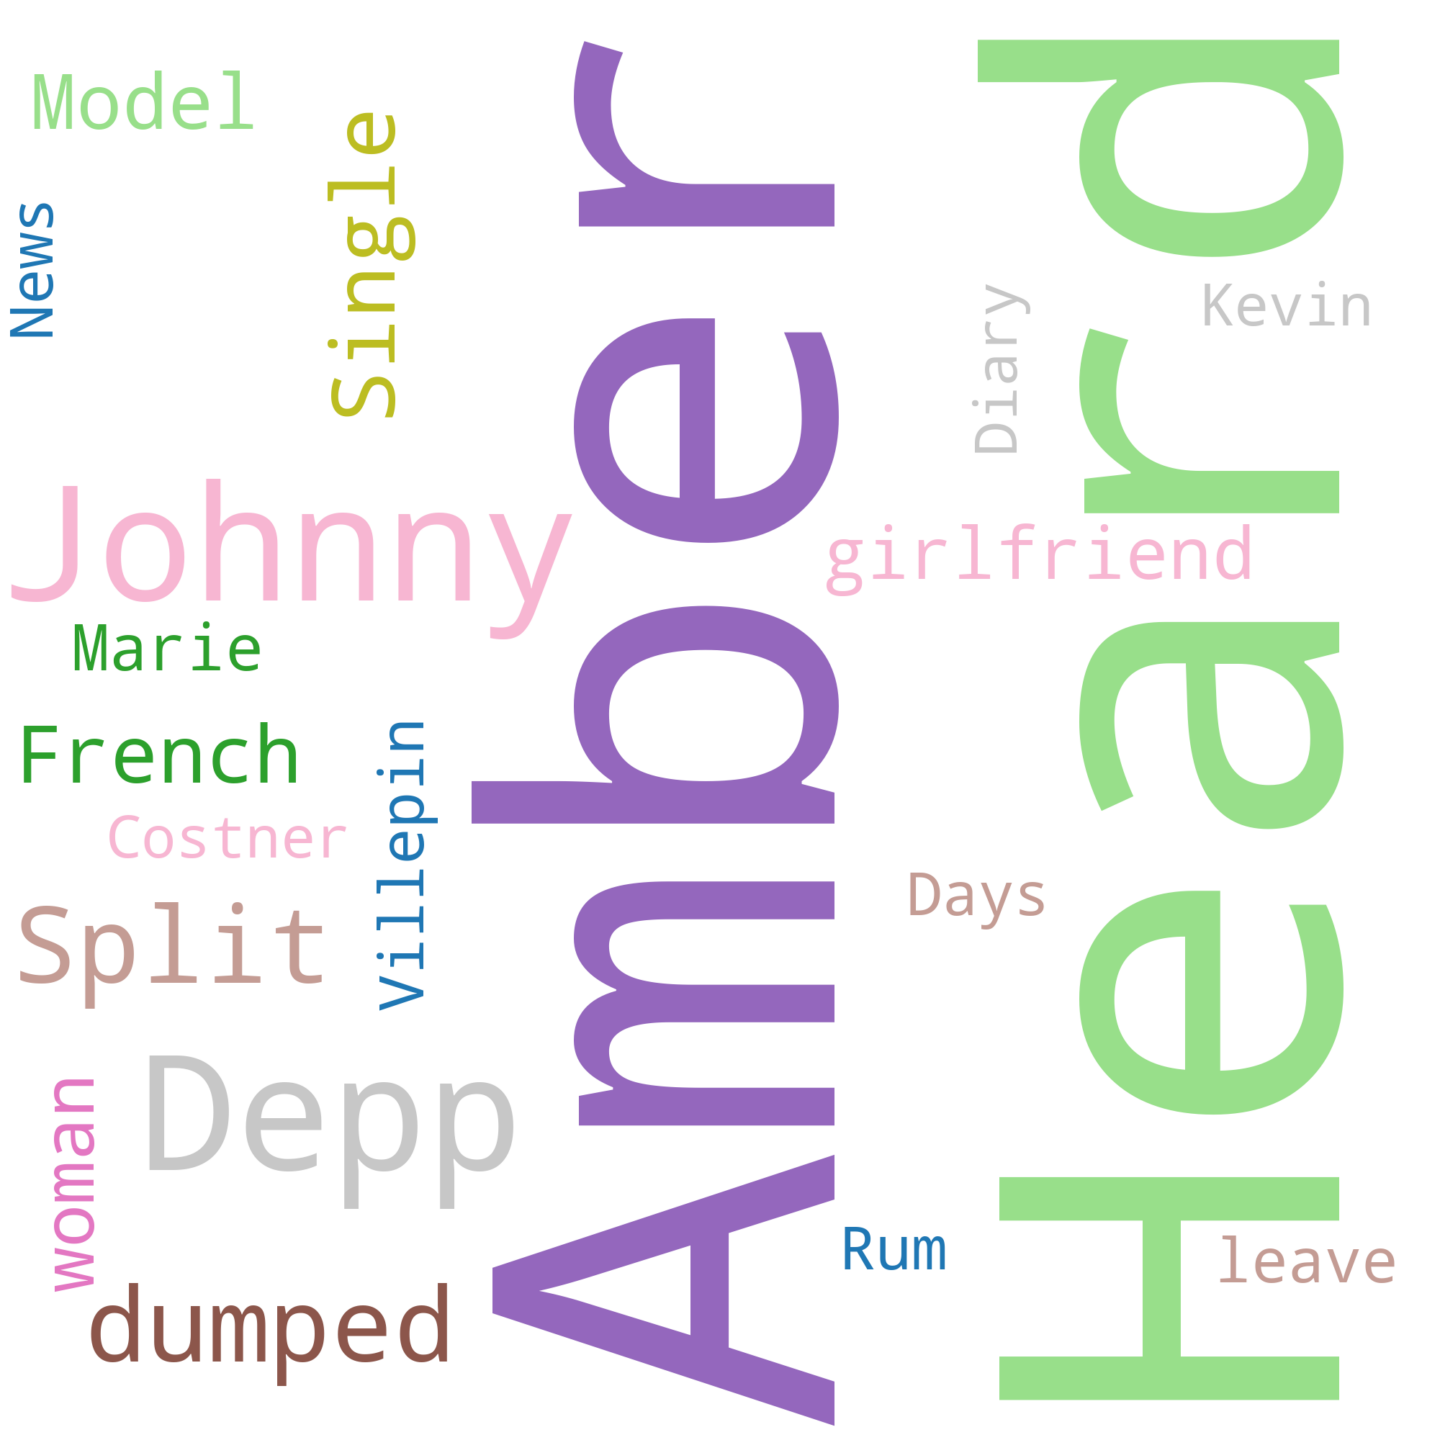 Model
News
Single
Johnny
Marie
French
Costner
Villepin
Split
Depp
woman
dumped
Amber
Heard
Diary
Kevin
girlfriend
Days
Rum
leave